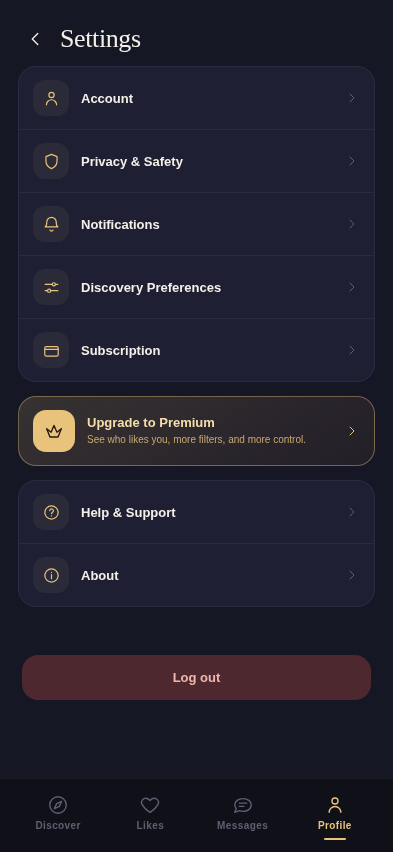 Settings
Account
Privacy & Safety
Notifications
Discovery Preferences
Subscription
Upgrade to Premium
See who likes you, more filters, and more control.
Help & Support
About
Log out
Discover
Likes
Messages
Profile